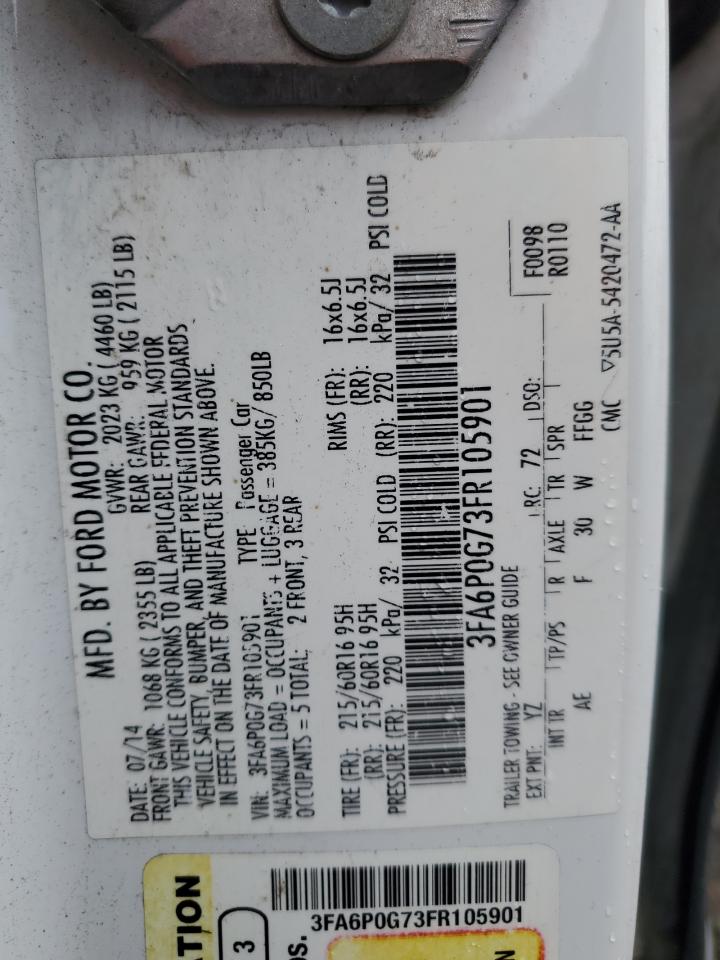 MFD. BY FORD MOTOR CO.
DATE: 07/14 GVWR: 2023 KG ( 4460 LB)
FRONT GAWR: 1068 KG ( 2355 LB) REAR GAWR: 959 KG ( 2115 LB)
THIS VEHICLE CONFORMS TO ALL APPLICABLE FEDERAL MOTOR
VEHICLE SAFETY, BUMPER, AND THEFT PREVENTION STANDARDS
IN EFFECT ON THE DATE OF MANUFACTURE SHOWN ABOVE.
VIN: 3FA6P0G73FR105901 TYPE Passenger Car
MAXIMUM LOAD = OCCUPANTS + LUGGAGE = 385KG/ 850LB
OCCUPANTS = 5 TOTAL: 2 FRONT, 3 REAR
TIRE (FR): 215/60R16 95H RIMS (FR): 16x6.5J
(RR): 215/60R16 95H (RR): 16x6.5J
PRESSURE (FR): 220 kPa/ 32 PSI COLD (RR): 220 kPa/ 32 PSI COLD
3FA6P0G73FR105901
TRAILER TOWING - SEE OWNER GUIDE
EXT PNT: YZ RC: 72 DSO: F0098
R0110
INT TR TP/PS R AXLE TR SPR
AE F 30 W FFGG
CMC 5U5A-5420472-AA
3FA6P0G73FR105901
3